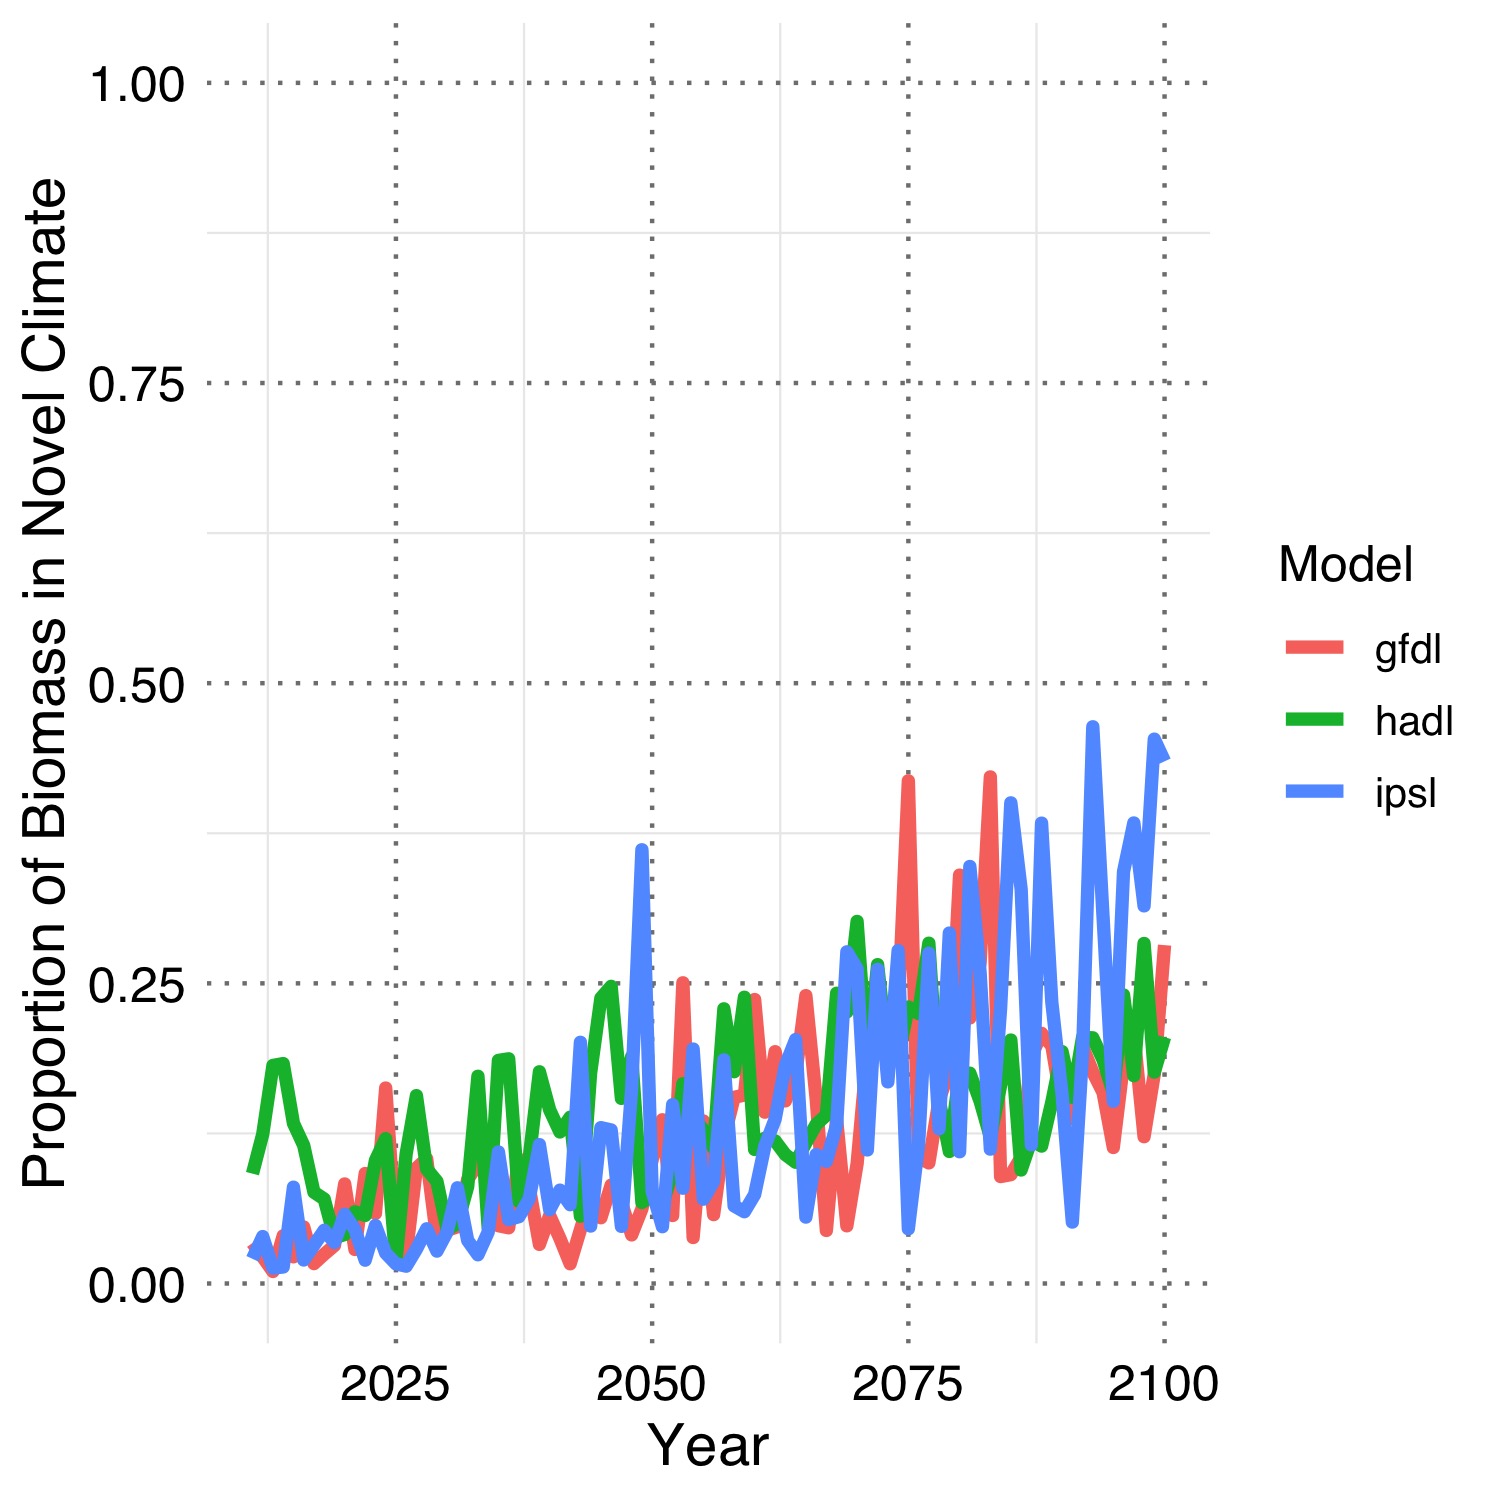 Proportion of Biomass in Novel Climate
1.00
0.75
0.50
0.25
0.00
2025 2050 2075 2100
Year
Model
gfdl
hadl
ipsl